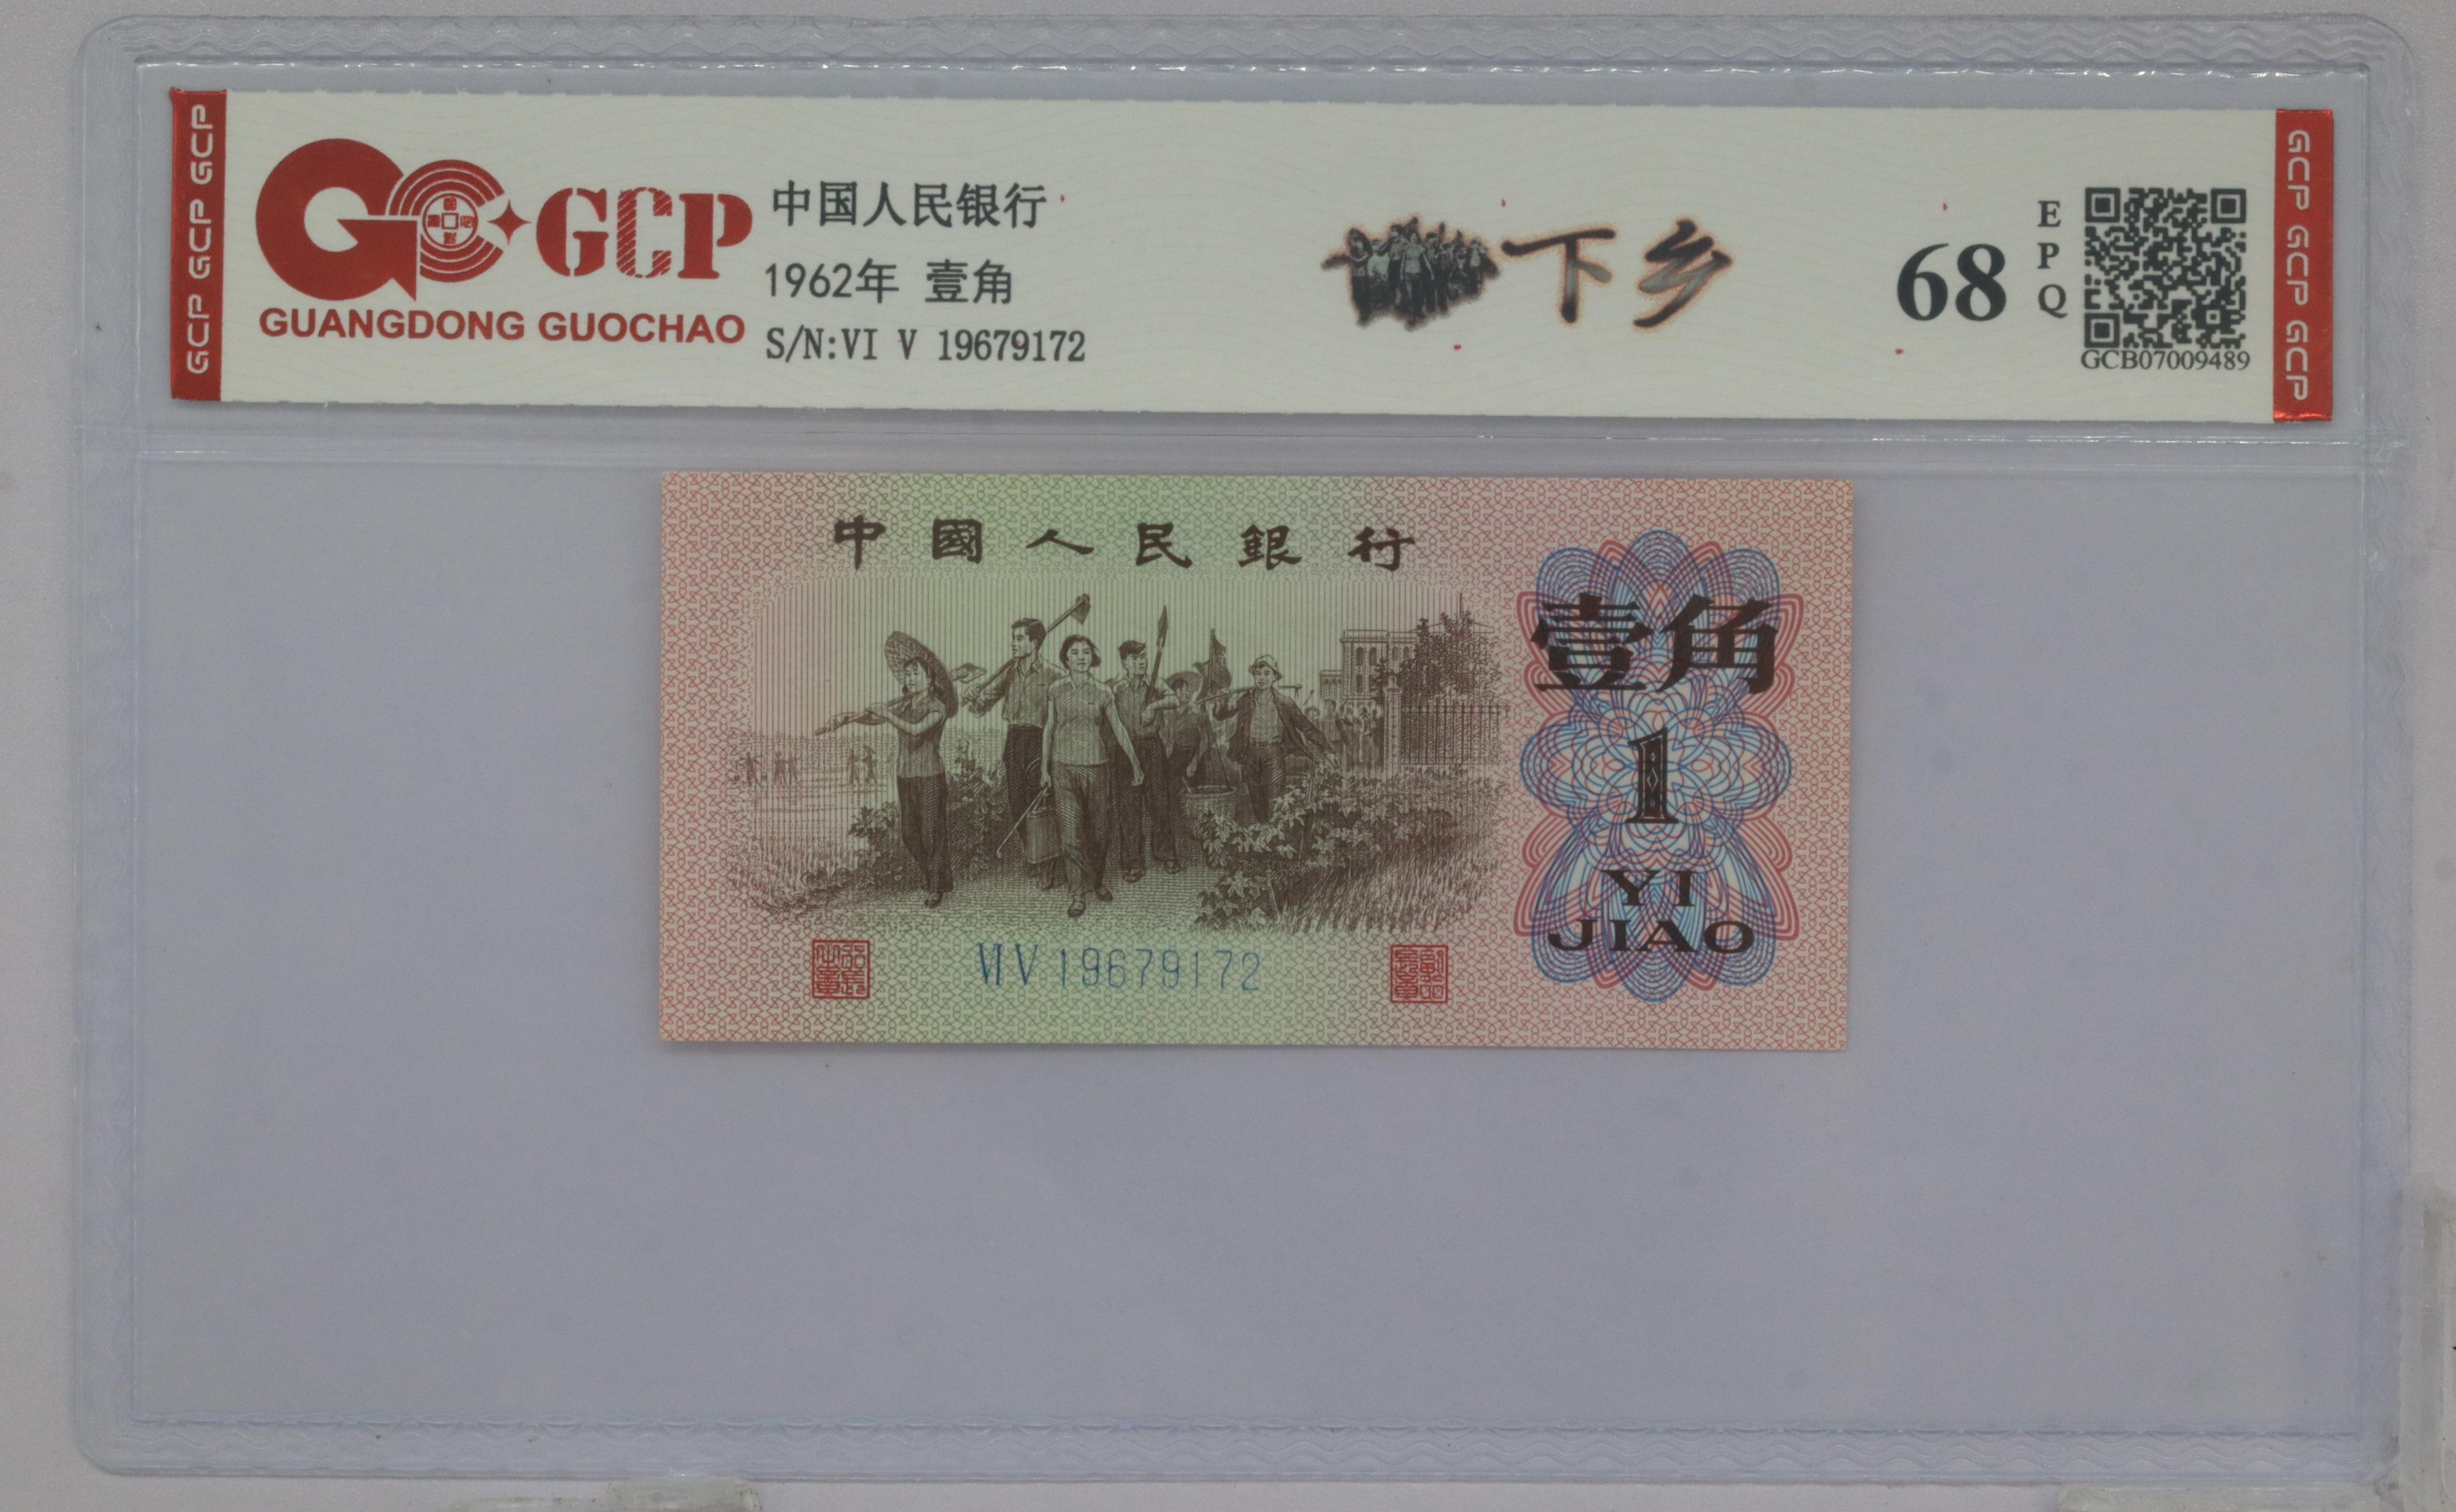 GCP GCP GCP
GCP
GUANGDONG GUOCHAO
中国人民银行
1962年 壹角
S/N:VI V 19679172
下乡
68
EPQ
GCB07009489
GCP GCP GCP
中國人民銀行
壹角
1
YI
JIAO
VI V 19679172